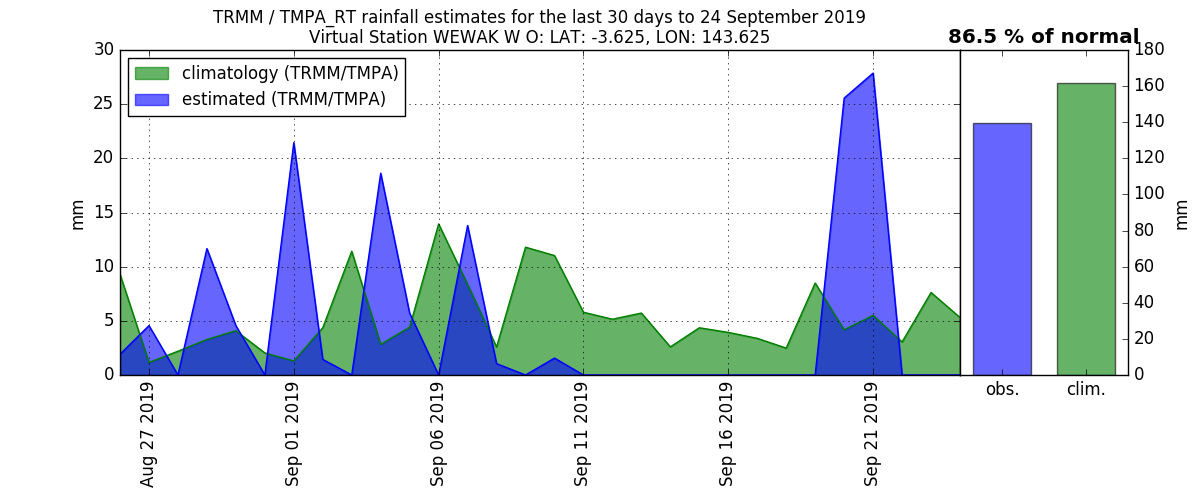 TRMM / TMPA_RT rainfall estimates for the last 30 days to 24 September 2019
Virtual Station WEWAK W O: LAT: -3.625, LON: 143.625
86.5 % of normal
climatology (TRMM/TMPA)
estimated (TRMM/TMPA)
mm
30
25
20
15
10
5
0
Aug 27 2019
Sep 01 2019
Sep 06 2019
Sep 11 2019
Sep 16 2019
Sep 21 2019
obs.
clim.
180
160
140
120
100
80
60
40
20
0
mm